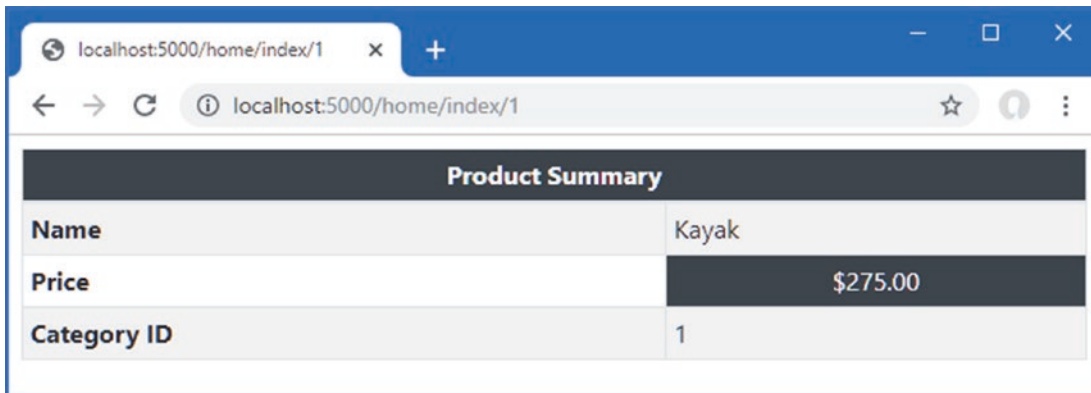 localhost:5000/home/index/1
localhost:5000/home/index/1
Product Summary
Name Kayak
Price $275.00
Category ID 1